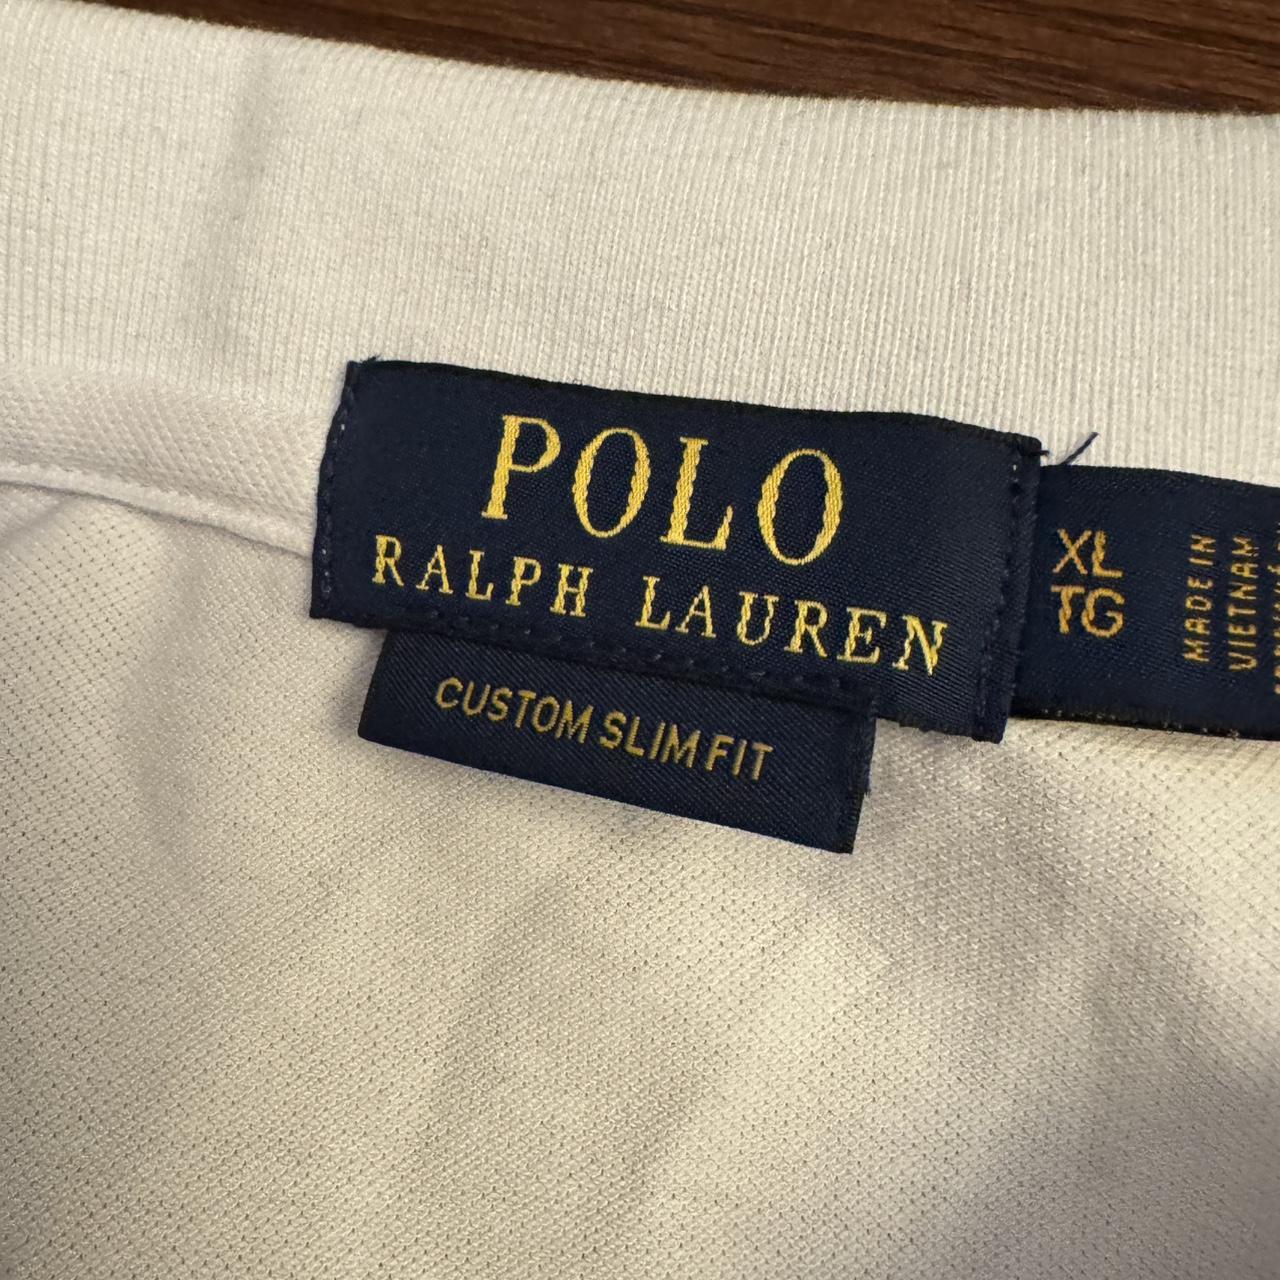 POLO
RALPH LAUREN
CUSTOM SLIM FIT
XL
TG
MADE IN
VIETNAM